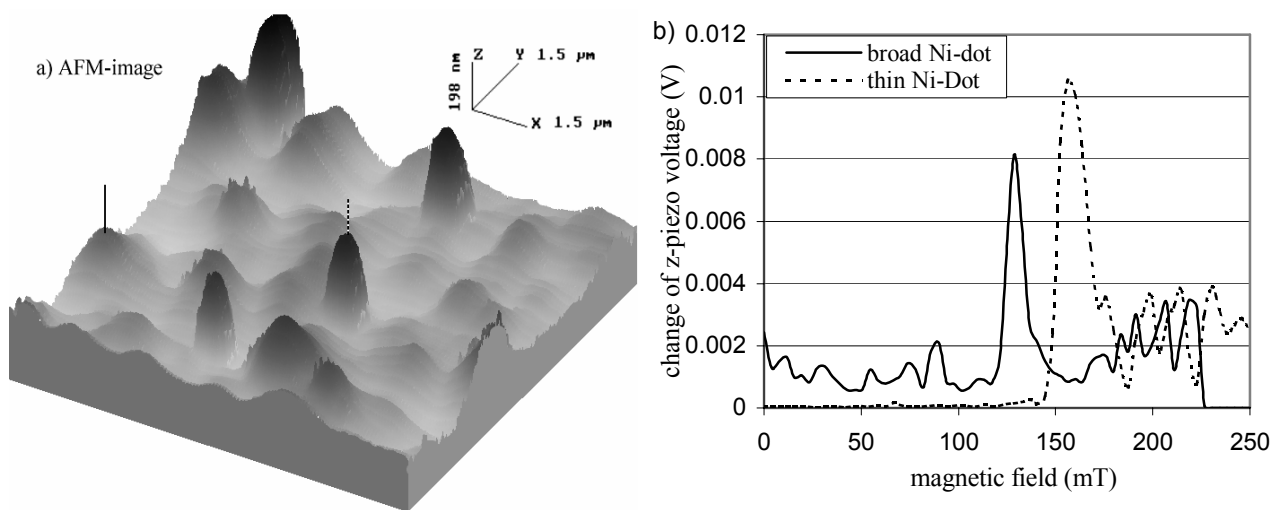 a) AFM-image
198 nm
Z
Y 1.5 µm
X 1.5 µm
b)
broad Ni-dot
thin Ni-Dot
change of z-piezo voltage (V)
0.012
0.01
0.008
0.006
0.004
0.002
0
0 50 100 150 200 250
magnetic field (mT)